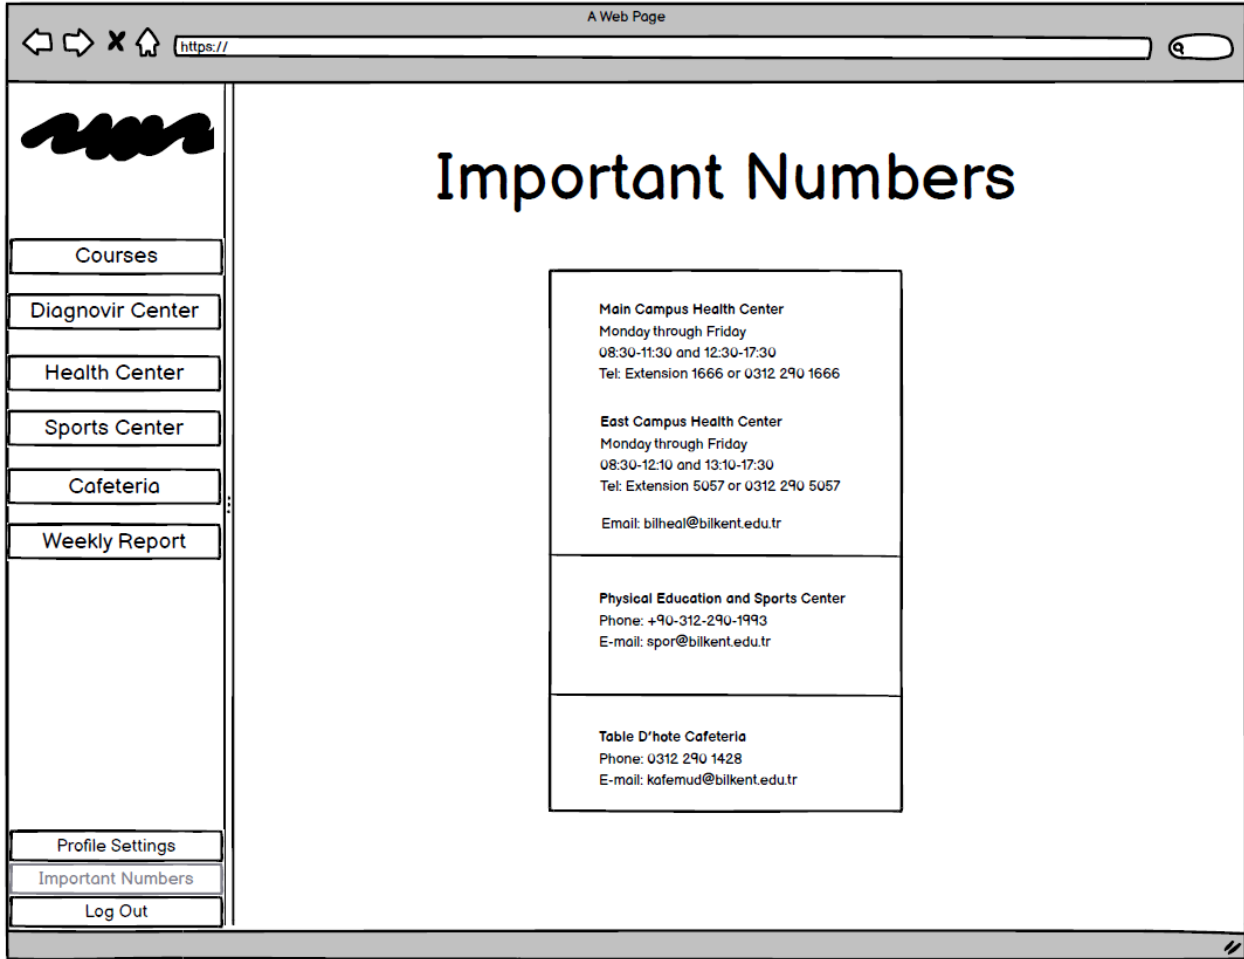 A Web Page
https://
Important Numbers
Courses
Diagnovir Center
Health Center
Sports Center
Cafeteria
Weekly Report
Profile Settings
Important Numbers
Log Out
Main Campus Health Center
Monday through Friday
08:30-11:30 and 12:30-17:30
Tel: Extension 1666 or 0312 290 1666
East Campus Health Center
Monday through Friday
08:30-12:10 and 13:10-17:30
Tel: Extension 5057 or 0312 290 5057
Email: bilheal@bilkent.edu.tr
Physical Education and Sports Center
Phone: +90-312-290-1993
E-mail: spor@bilkent.edu.tr
Table D'hote Cafeteria
Phone: 0312 290 1428
E-mail: kafemud@bilkent.edu.tr